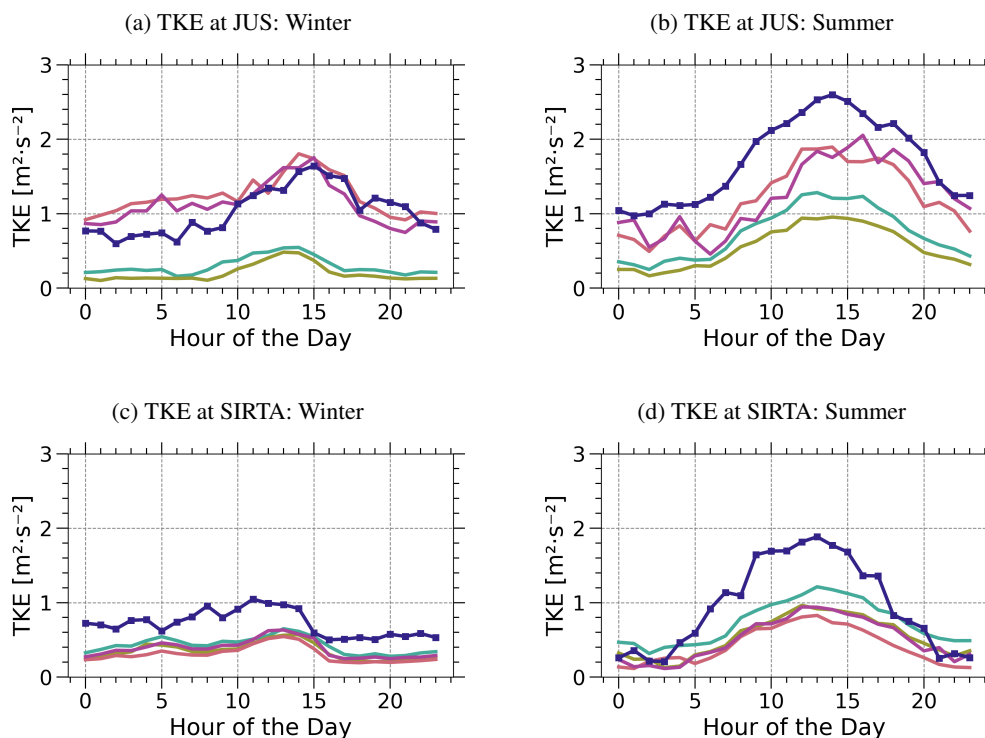 (a) TKE at JUS: Winter
3
2
1
0
TKE [m²·s⁻²]
0 5 10 15 20
Hour of the Day
(b) TKE at JUS: Summer
3
2
1
0
TKE [m²·s⁻²]
0 5 10 15 20
Hour of the Day
(c) TKE at SIRTA: Winter
3
2
1
0
TKE [m²·s⁻²]
0 5 10 15 20
Hour of the Day
(d) TKE at SIRTA: Summer
3
2
1
0
TKE [m²·s⁻²]
0 5 10 15 20
Hour of the Day